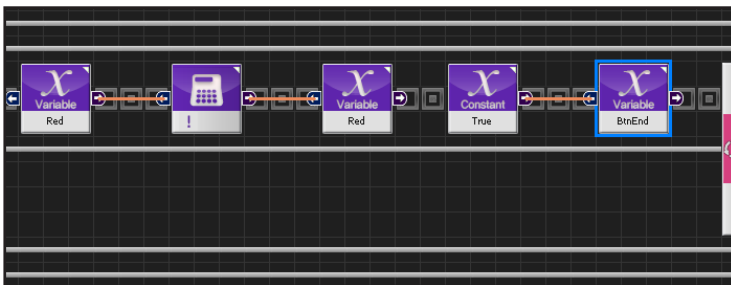 Variable
Red
!
Variable
Red
Constant
True
Variable
BtnEnd